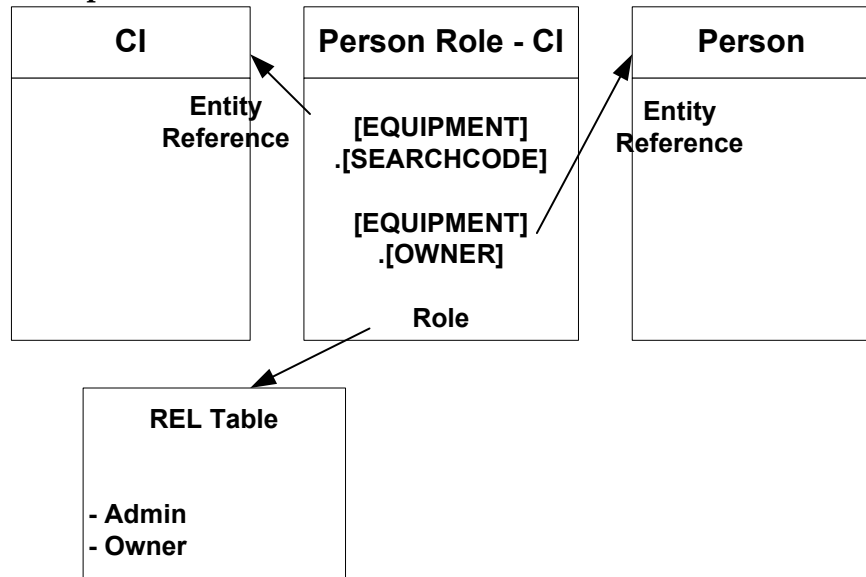 CI
Person Role - CI
Person
Entity
Reference
[EQUIPMENT]
.[SEARCHCODE]
Entity
Reference
[EQUIPMENT]
.[OWNER]
Role
REL Table
- Admin
- Owner